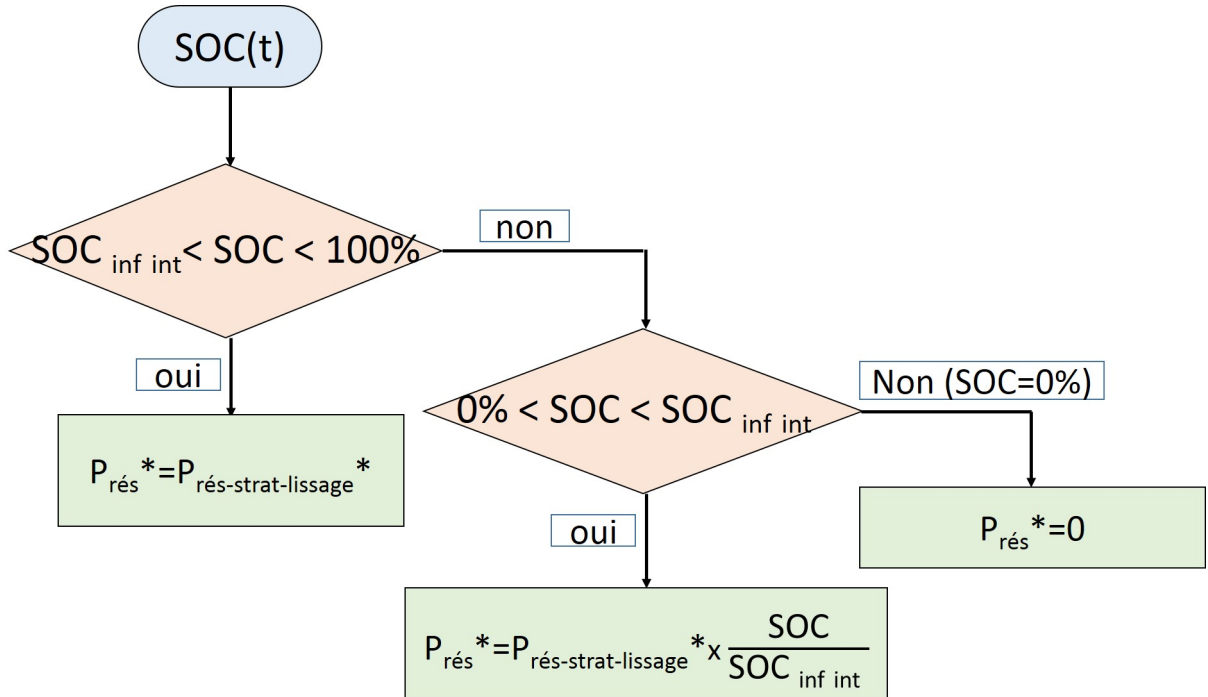 SOC(t)
SOC inf int < SOC < 100%
non
oui
0% < SOC < SOC inf int
Non (SOC=0%)
Prés*=Prés-strat-lissage*
oui
Prés*=0
Prés*=Prés-strat-lissage* x SOC
SOC inf int